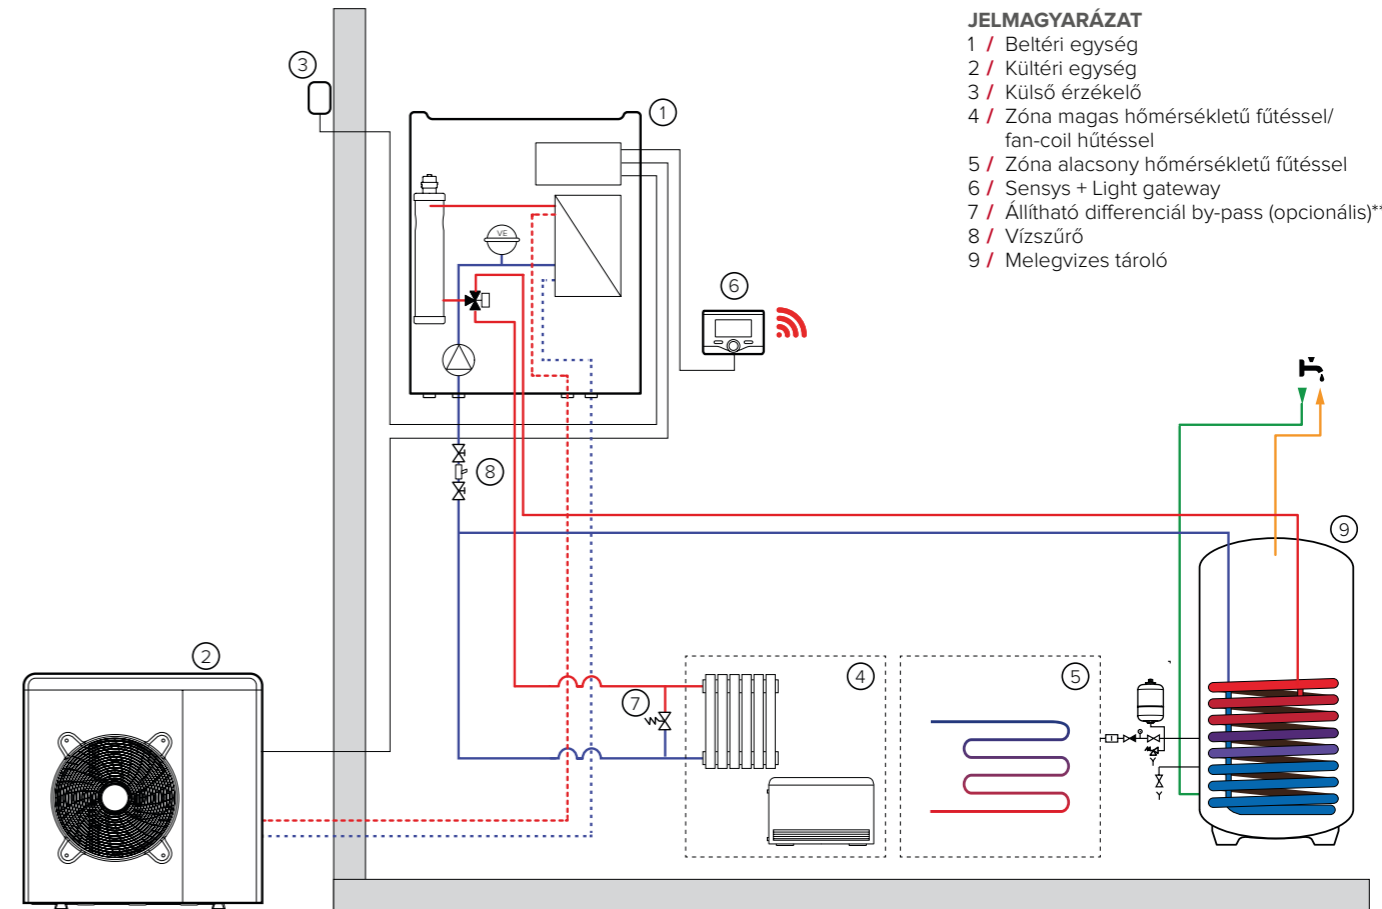 JELMAGYARÁZAT
1 / Beltéri egység
2 / Kültéri egység
3 / Külső érzékelő
4 / Zóna magas hőmérsékletű fűtéssel/
fan-coil hűtéssel
5 / Zóna alacsony hőmérsékletű fűtéssel
6 / Sensys + Light gateway
7 / Állítható differenciál by-pass (opcionális)**
8 / Vízszűrő
9 / Melegvizes tároló
3
1
VE
6
8
9
2
7
4
5